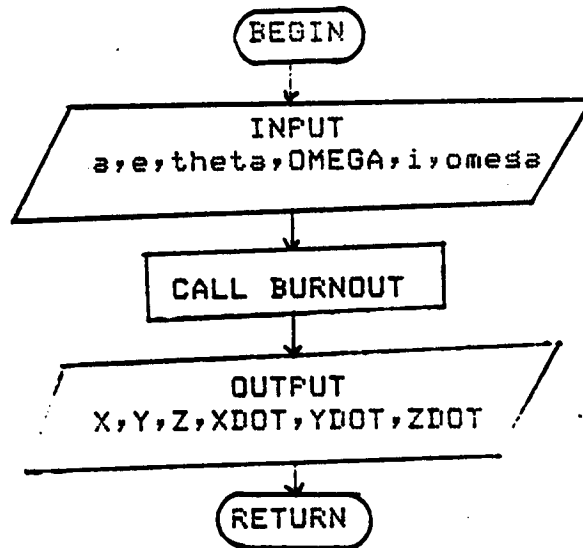 BEGIN
INPUT
a,e,theta,OMEGA,i,omega
CALL BURNOUT
OUTPUT
X,Y,Z,XDOT,YDOT,ZDOT
RETURN